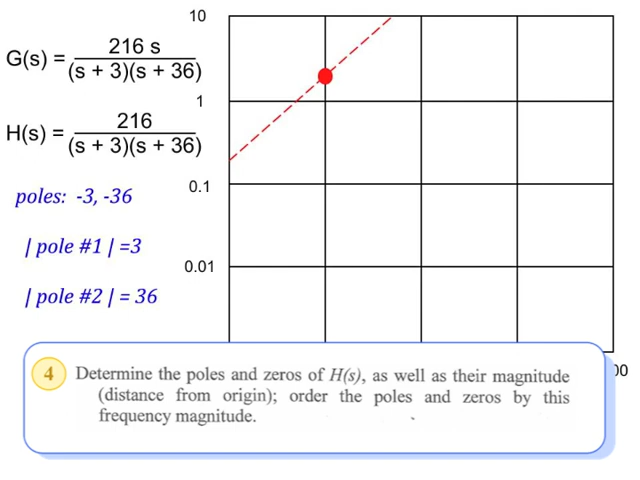 10
G(s) = 216 s / (s + 3)(s + 36)
1
H(s) = 216 / (s + 3)(s + 36)
poles: -3, -36
0.1
| pole #1 | =3
0.01
| pole #2 | = 36
00
4 Determine the poles and zeros of H(s), as well as their magnitude
(distance from origin); order the poles and zeros by this
frequency magnitude.